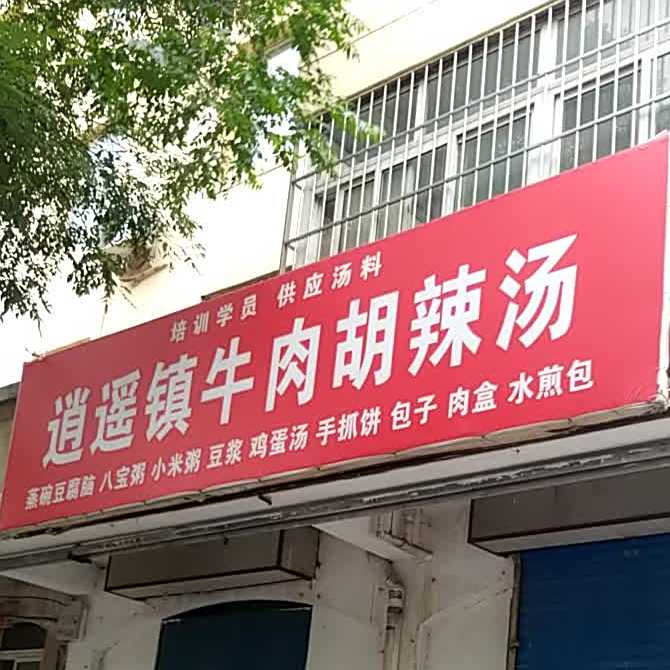 培训学员 供应汤料
逍遥镇牛肉胡辣汤
蒸碗豆腐脑 八宝粥 小米粥 豆浆 鸡蛋汤 手抓饼 包子 肉盒 水煎包